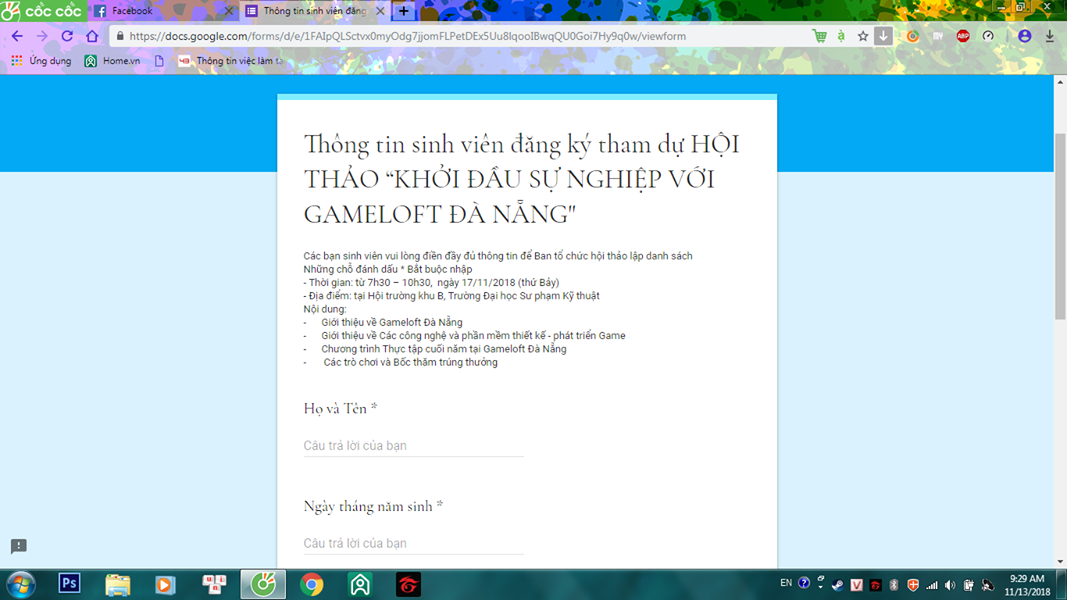 cốc cốc
Facebook
Thông tin sinh viên đăng
https://docs.google.com/forms/d/e/1FAIpQLSctvx0myOdg7jjomFLPetDEx5Uu8IqooIBwqQU0Goi7Hy9q0w/viewform
Ứng dụng
Home.vn
Thông tin việc làm t
Thông tin sinh viên đăng ký tham dự HỘI
THẢO “KHỞI ĐẦU SỰ NGHIỆP VỚI
GAMELOFT ĐÀ NẴNG"
Các bạn sinh viên vui lòng điền đầy đủ thông tin để Ban tổ chức hội thảo lập danh sách
Những chỗ đánh dấu * Bắt buộc nhập
- Thời gian: từ 7h30 – 10h30, ngày 17/11/2018 (thứ Bảy)
- Địa điểm: tại Hội trường khu B, Trường Đại học Sư phạm Kỹ thuật
Nội dung:
- Giới thiệu về Gameloft Đà Nẵng
- Giới thiệu về Các công nghệ và phần mềm thiết kế - phát triển Game
- Chương trình Thực tập cuối năm tại Gameloft Đà Nẵng
- Các trò chơi và Bốc thăm trúng thưởng
Họ và Tên *
Câu trả lời của bạn
Ngày tháng năm sinh *
Câu trả lời của bạn
Ps
EN
9:29 AM
11/13/2018